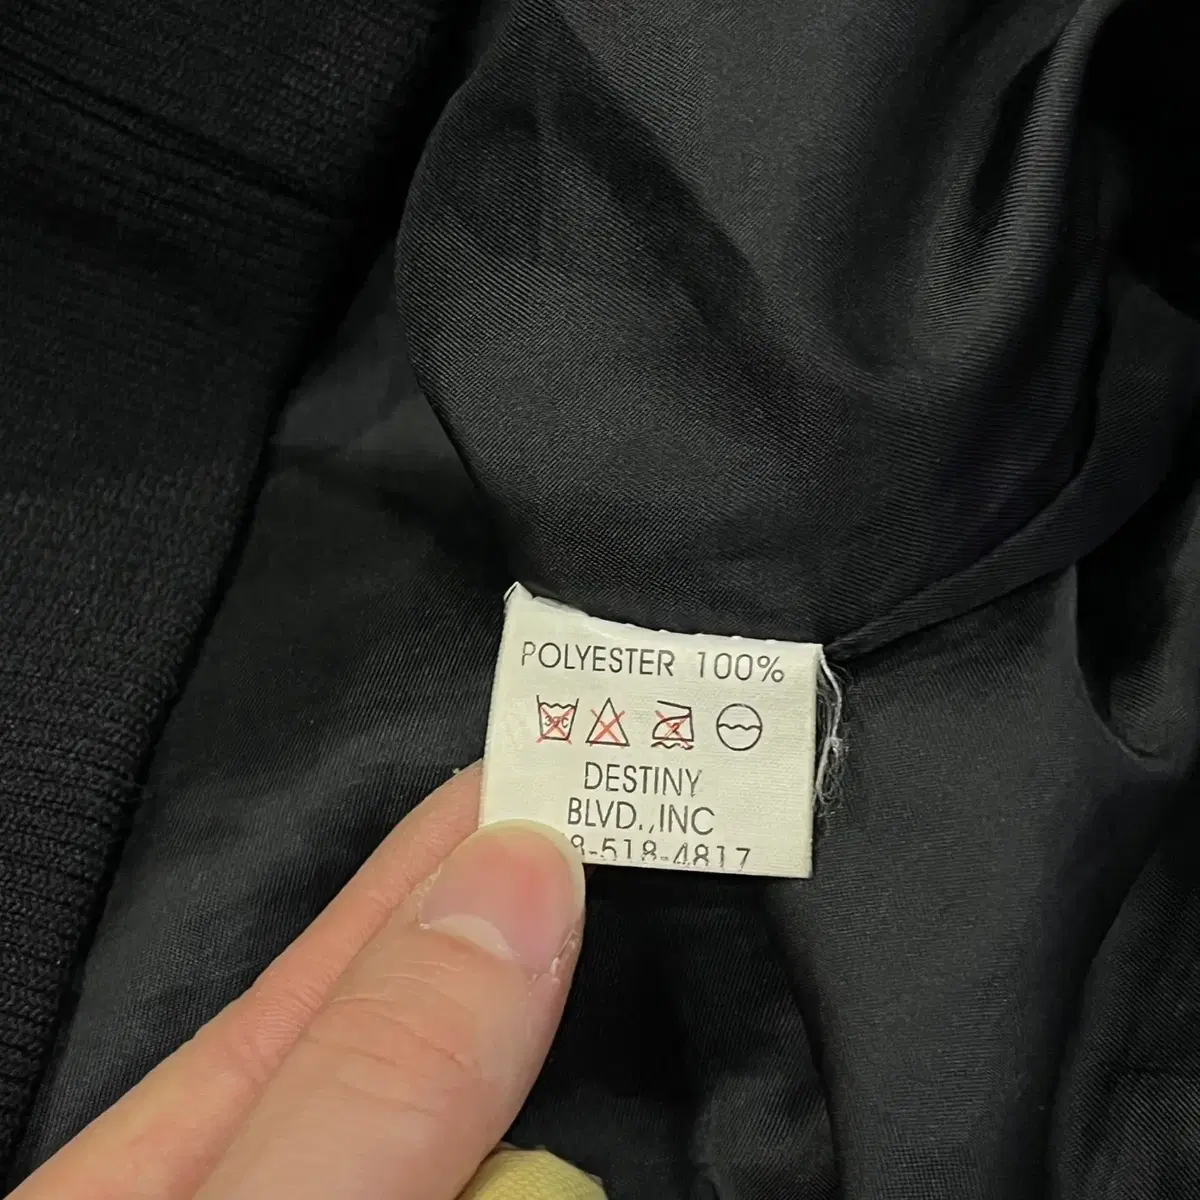 POLYESTER 100%
DESTINY
BLVD.,INC
8-518-4817